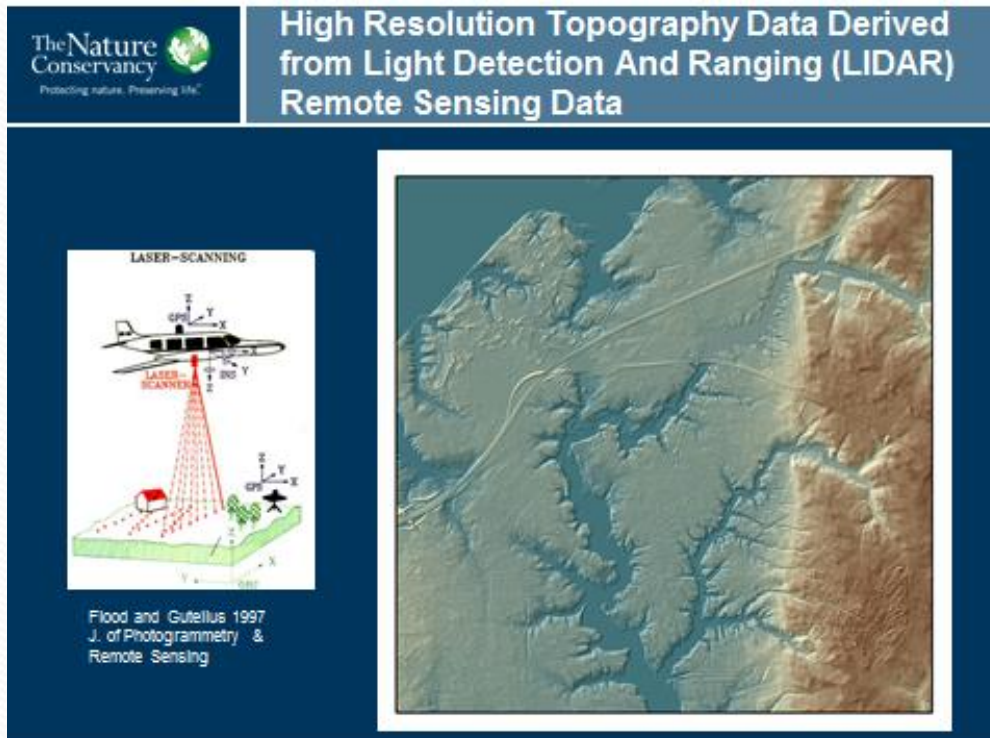 The Nature
Conservancy
Protecting nature. Preserving life.
High Resolution Topography Data Derived
from Light Detection And Ranging (LIDAR)
Remote Sensing Data
LASER-SCANNING
Z
GPS
Y
X
X
INS
Y
Z
LASER-
SCANNER
Z
Y
GPS
X
X
Y
Flood and Gutelius 1997
J. of Photogrammetry &
Remote Sensing